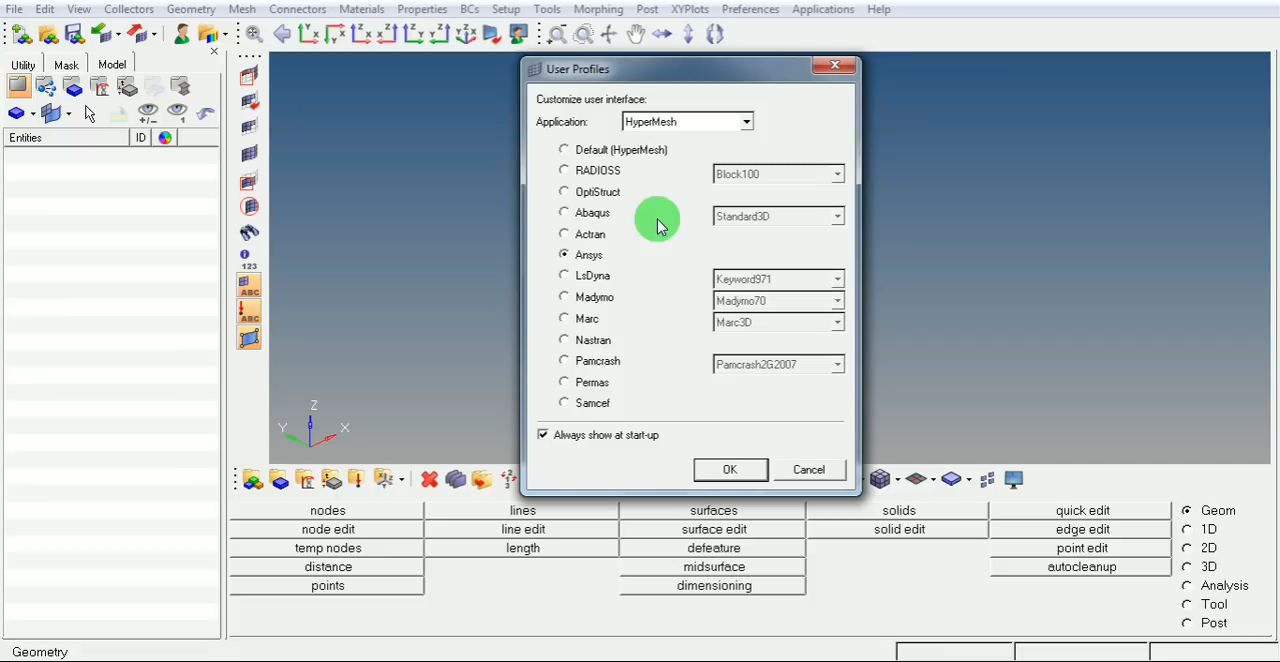 File Edit View Collectors Geometry Mesh Connectors Materials Properties BCs Setup Tools Morphing Post XYPlots Preferences Applications Help
Utility Mask Model
Entities ID
123
ABC
ABC
User Profiles
Customize user interface:
Application: HyperMesh
Default (HyperMesh)
RADIOSS Block100
OptiStruct
Abaqus Standard3D
Actran
Ansys
LsDyna Keyword971
Madymo Madymo70
Marc Marc3D
Nastran
Pamcrash Pamcrash2G2007
Permas
Samcef
Always show at start-up
OK Cancel
Z
Y X
nodes lines surfaces solids quick edit Geom
node edit line edit surface edit solid edit edge edit 1D
temp nodes length defeature point edit 2D
distance midsurface autocleanup 3D
points dimensioning Analysis
Tool
Post
Geometry